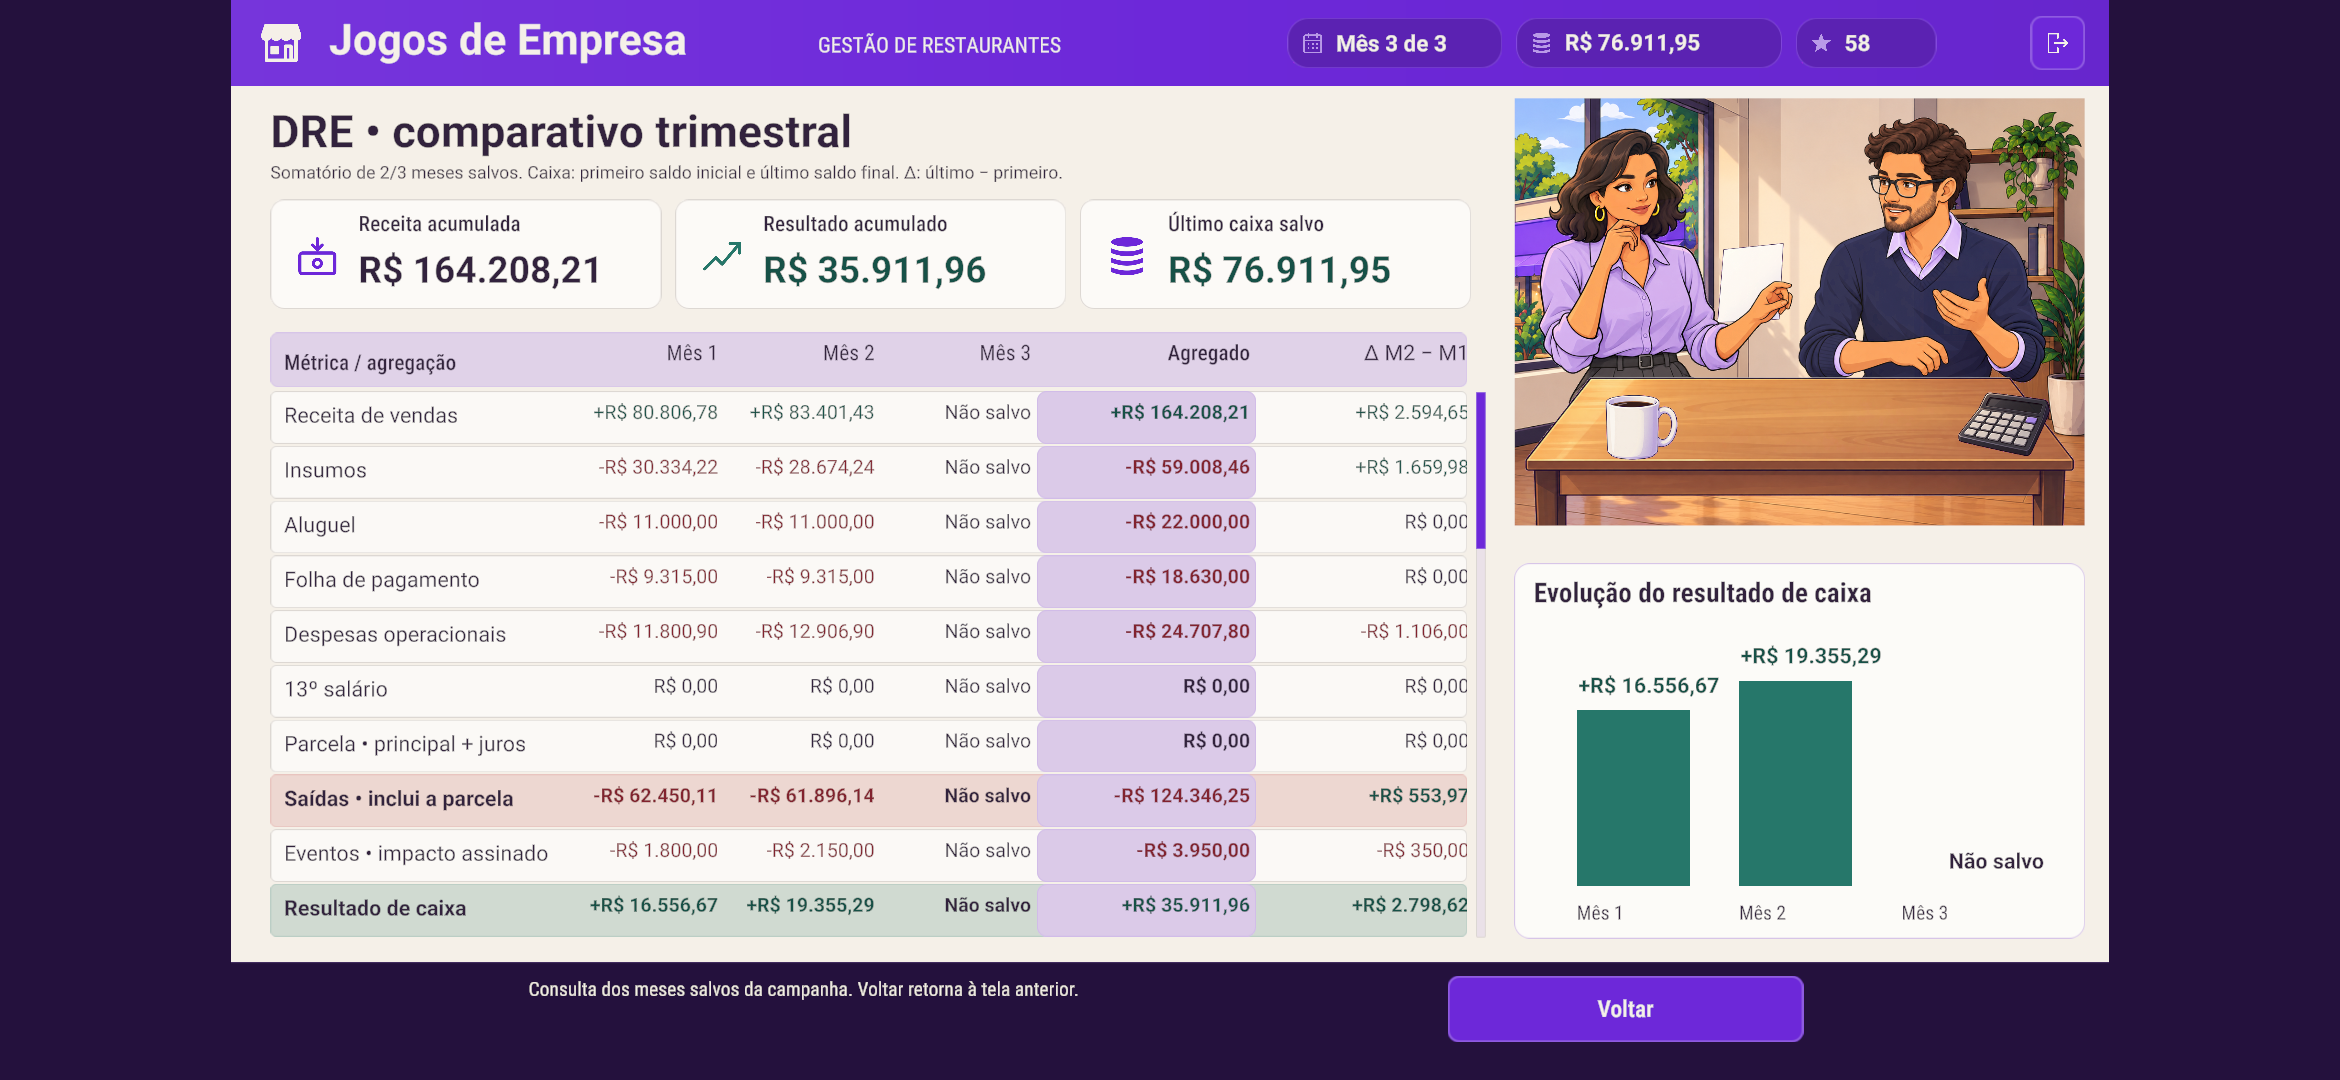 Jogos de Empresa
GESTÃO DE RESTAURANTES
Mês 3 de 3
R$ 76.911,95
58
DRE • comparativo trimestral
Somatório de 2/3 meses salvos. Caixa: primeiro saldo inicial e último saldo final. Δ: último − primeiro.
Receita acumulada
R$ 164.208,21
Resultado acumulado
R$ 35.911,96
Último caixa salvo
R$ 76.911,95
Métrica / agregação Mês 1 Mês 2 Mês 3 Agregado Δ M2 − M1
Receita de vendas +R$ 80.806,78 +R$ 83.401,43 Não salvo +R$ 164.208,21 +R$ 2.594,65
Insumos -R$ 30.334,22 -R$ 28.674,24 Não salvo -R$ 59.008,46 +R$ 1.659,98
Aluguel -R$ 11.000,00 -R$ 11.000,00 Não salvo -R$ 22.000,00 R$ 0,00
Folha de pagamento -R$ 9.315,00 -R$ 9.315,00 Não salvo -R$ 18.630,00 R$ 0,00
Despesas operacionais -R$ 11.800,90 -R$ 12.906,90 Não salvo -R$ 24.707,80 -R$ 1.106,00
13º salário R$ 0,00 R$ 0,00 Não salvo R$ 0,00 R$ 0,00
Parcela • principal + juros R$ 0,00 R$ 0,00 Não salvo R$ 0,00 R$ 0,00
Saídas • inclui a parcela -R$ 62.450,11 -R$ 61.896,14 Não salvo -R$ 124.346,25 +R$ 553,97
Eventos • impacto assinado -R$ 1.800,00 -R$ 2.150,00 Não salvo -R$ 3.950,00 -R$ 350,00
Resultado de caixa +R$ 16.556,67 +R$ 19.355,29 Não salvo +R$ 35.911,96 +R$ 2.798,62
Evolução do resultado de caixa
+R$ 16.556,67
+R$ 19.355,29
Não salvo
Mês 1 Mês 2 Mês 3
Consulta dos meses salvos da campanha. Voltar retorna à tela anterior.
Voltar